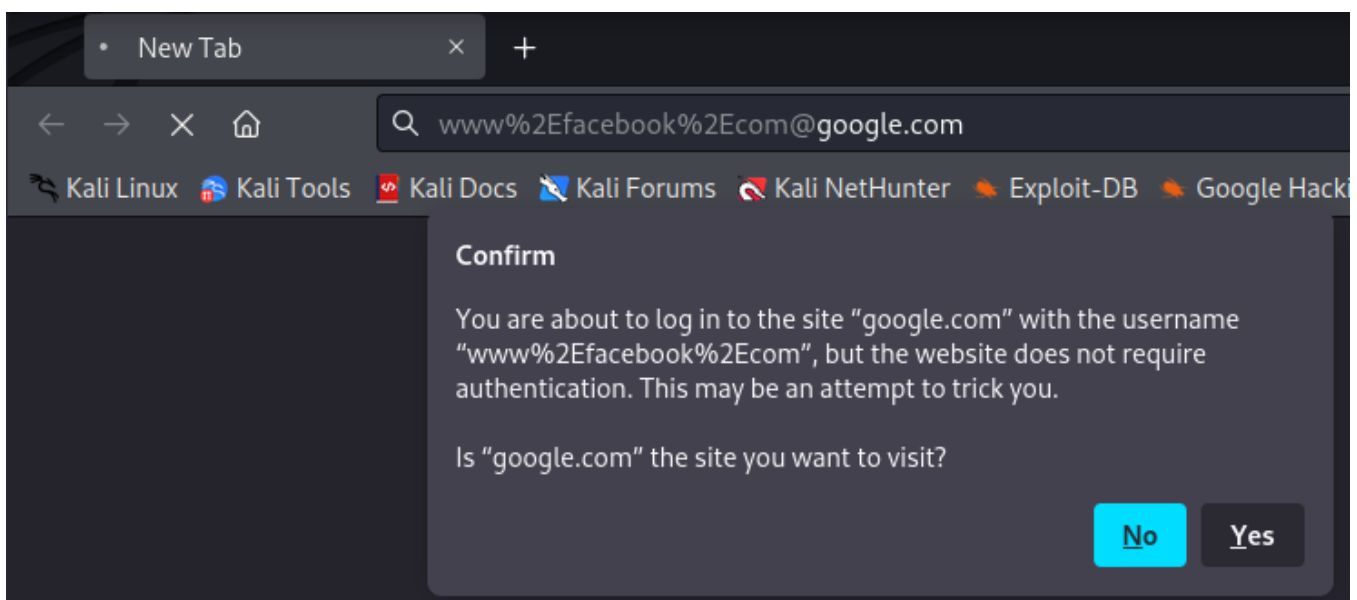 New Tab
www%2Efacebook%2Ecom@google.com
Kali Linux Kali Tools Kali Docs Kali Forums Kali NetHunter Exploit-DB Google Hacki
Confirm
You are about to log in to the site “google.com” with the username
“www%2Efacebook%2Ecom”, but the website does not require
authentication. This may be an attempt to trick you.
Is “google.com” the site you want to visit?
No Yes